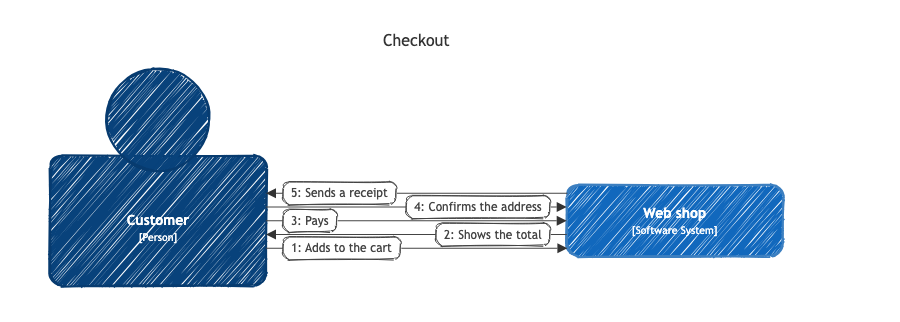 Checkout
5: Sends a receipt
4: Confirms the address
Customer
[Person]
3: Pays
Web shop
[Software System]
2: Shows the total
1: Adds to the cart